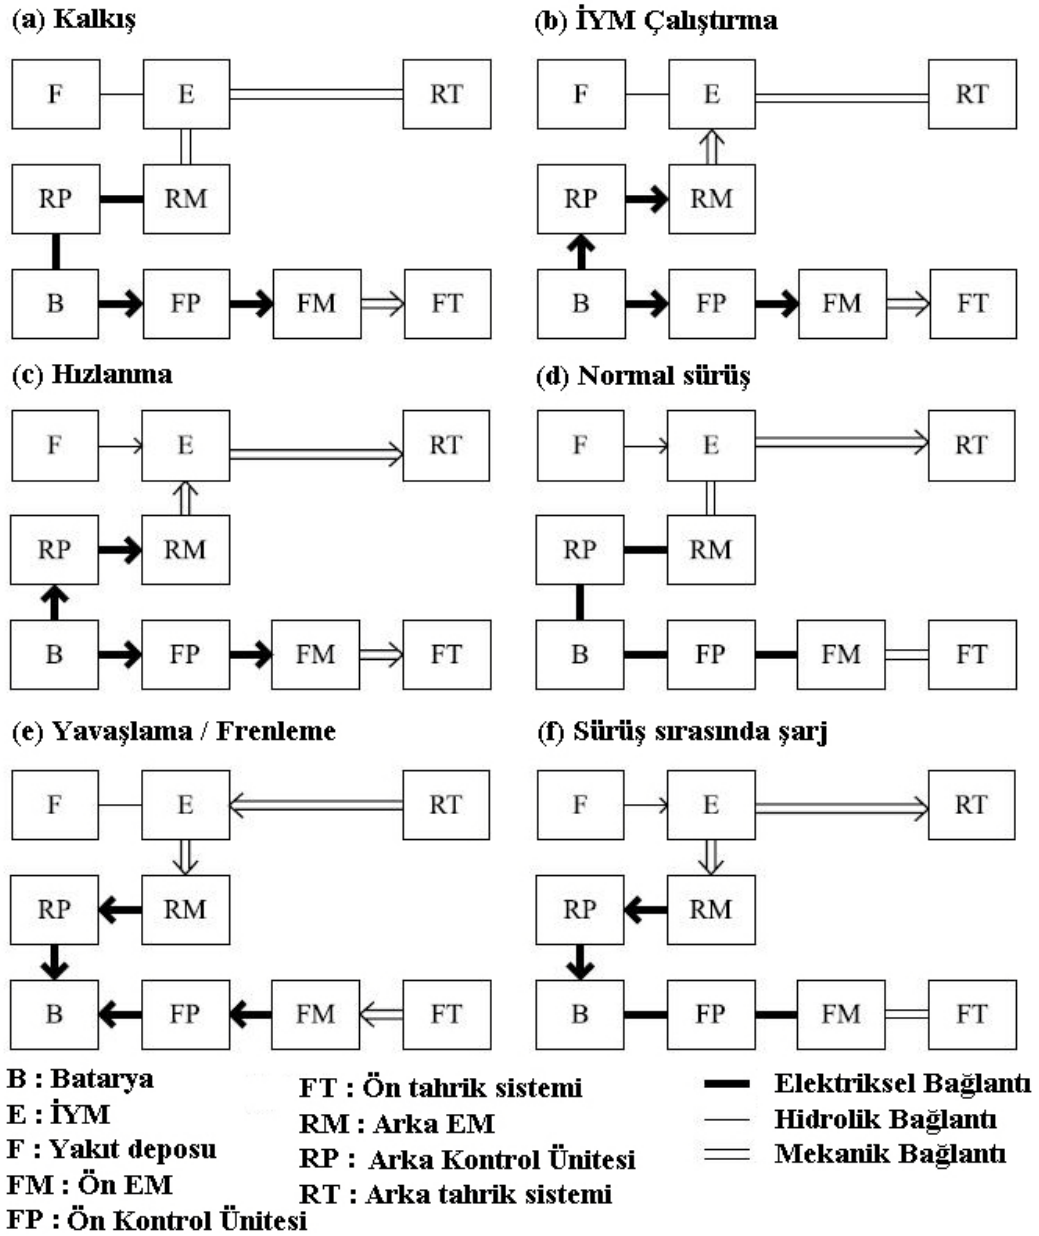 (a) Kalkış
(b) İYM Çalıştırma
F E RT
F E RT
RP RM
RP RM
B FP FM FT
B FP FM FT
(c) Hızlanma
(d) Normal sürüş
F E RT
F E RT
RP RM
RP RM
B FP FM FT
B FP FM FT
(e) Yavaşlama / Frenleme
(f) Sürüş sırasında şarj
F E RT
F E RT
RP RM
RP RM
B FP FM FT
B FP FM FT
B : Batarya
E : İYM
F : Yakıt deposu
FM : Ön EM
FP : Ön Kontrol Ünitesi
FT : Ön tahrik sistemi
RM : Arka EM
RP : Arka Kontrol Ünitesi
RT : Arka tahrik sistemi
Elektriksel Bağlantı
Hidrolik Bağlantı
Mekanik Bağlantı